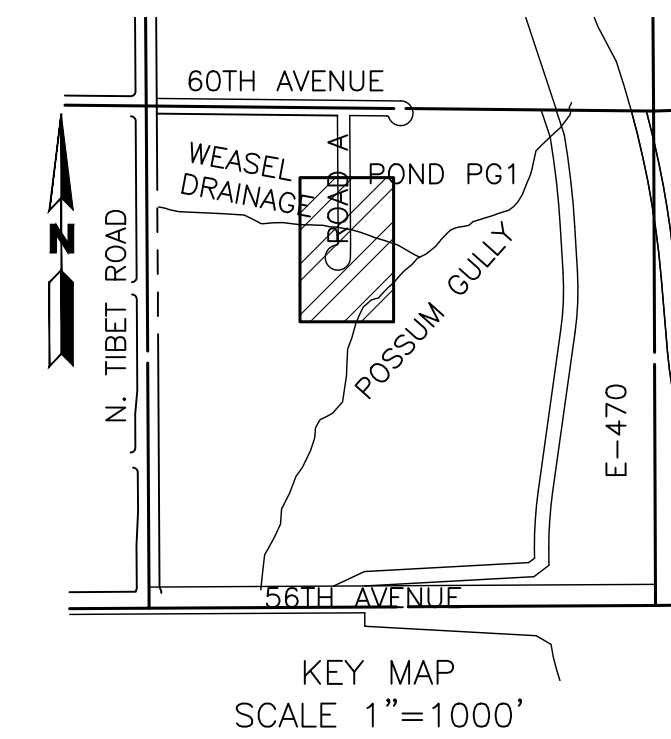 60TH AVENUE
WEASEL
DRAINAGE
ROAD A
POND PG1
N
N. TIBET ROAD
POSSUM GULLY
E-470
56TH AVENUE
KEY MAP
SCALE 1"=1000'